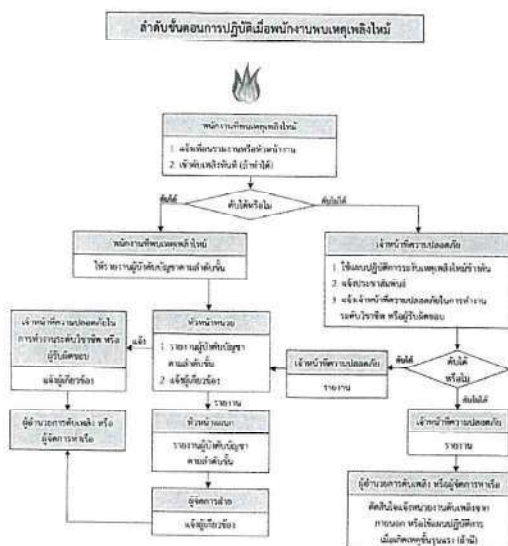 ลำดับขั้นตอนการปฏิบัติเมื่อพนักงานพบเหตุเพลิงไหม้
พนักงานที่พบเหตุเพลิงไหม้
1 แจ้งเพื่อนร่วมงานหรือหัวหน้างาน
2 เข้าดับเพลิงทันที (ถ้าทำได้)
ดับได้
ดับได้หรือไม่
ดับไม่ได้
พนักงานที่พบเหตุเพลิงไหม้
ให้รายงานผู้บังคับบัญชาตามลำดับขั้น
เจ้าหน้าที่ความปลอดภัย
1 ใช้แผนปฏิบัติการระงับเหตุเพลิงไหม้ขั้นต้น
2 แจ้งประชาสัมพันธ์
3 แจ้งเจ้าหน้าที่ความปลอดภัยในการทำงาน
ระดับวิชาชีพ หรือผู้รับผิดชอบ
เจ้าหน้าที่ความปลอดภัยใน
การทำงานระดับวิชาชีพ หรือ
ผู้รับผิดชอบ
แจ้งผู้เกี่ยวข้อง
แจ้ง
หัวหน้าหน่วย
1 รายงานผู้บังคับบัญชา
ตามลำดับขั้น
2 แจ้งผู้เกี่ยวข้อง
เจ้าหน้าที่ความปลอดภัย
รายงาน
ดับได้
ดับได้
หรือไม่
ดับไม่ได้
รายงาน
ผู้อำนวยการดับเพลิง หรือ
ผู้จัดการท่าเรือ
หัวหน้าแผนก
รายงานผู้บังคับบัญชา
ตามลำดับขั้น
เจ้าหน้าที่ความปลอดภัย
รายงาน
ผู้จัดการฝ่าย
แจ้งผู้เกี่ยวข้อง
ผู้อำนวยการดับเพลิง หรือผู้จัดการท่าเรือ
ตัดสินใจแจ้งหน่วยงานดับเพลิงจาก
ภายนอก หรือใช้แผนปฏิบัติการ
เมื่อเกิดเหตุขั้นรุนแรง (ถ้ามี)